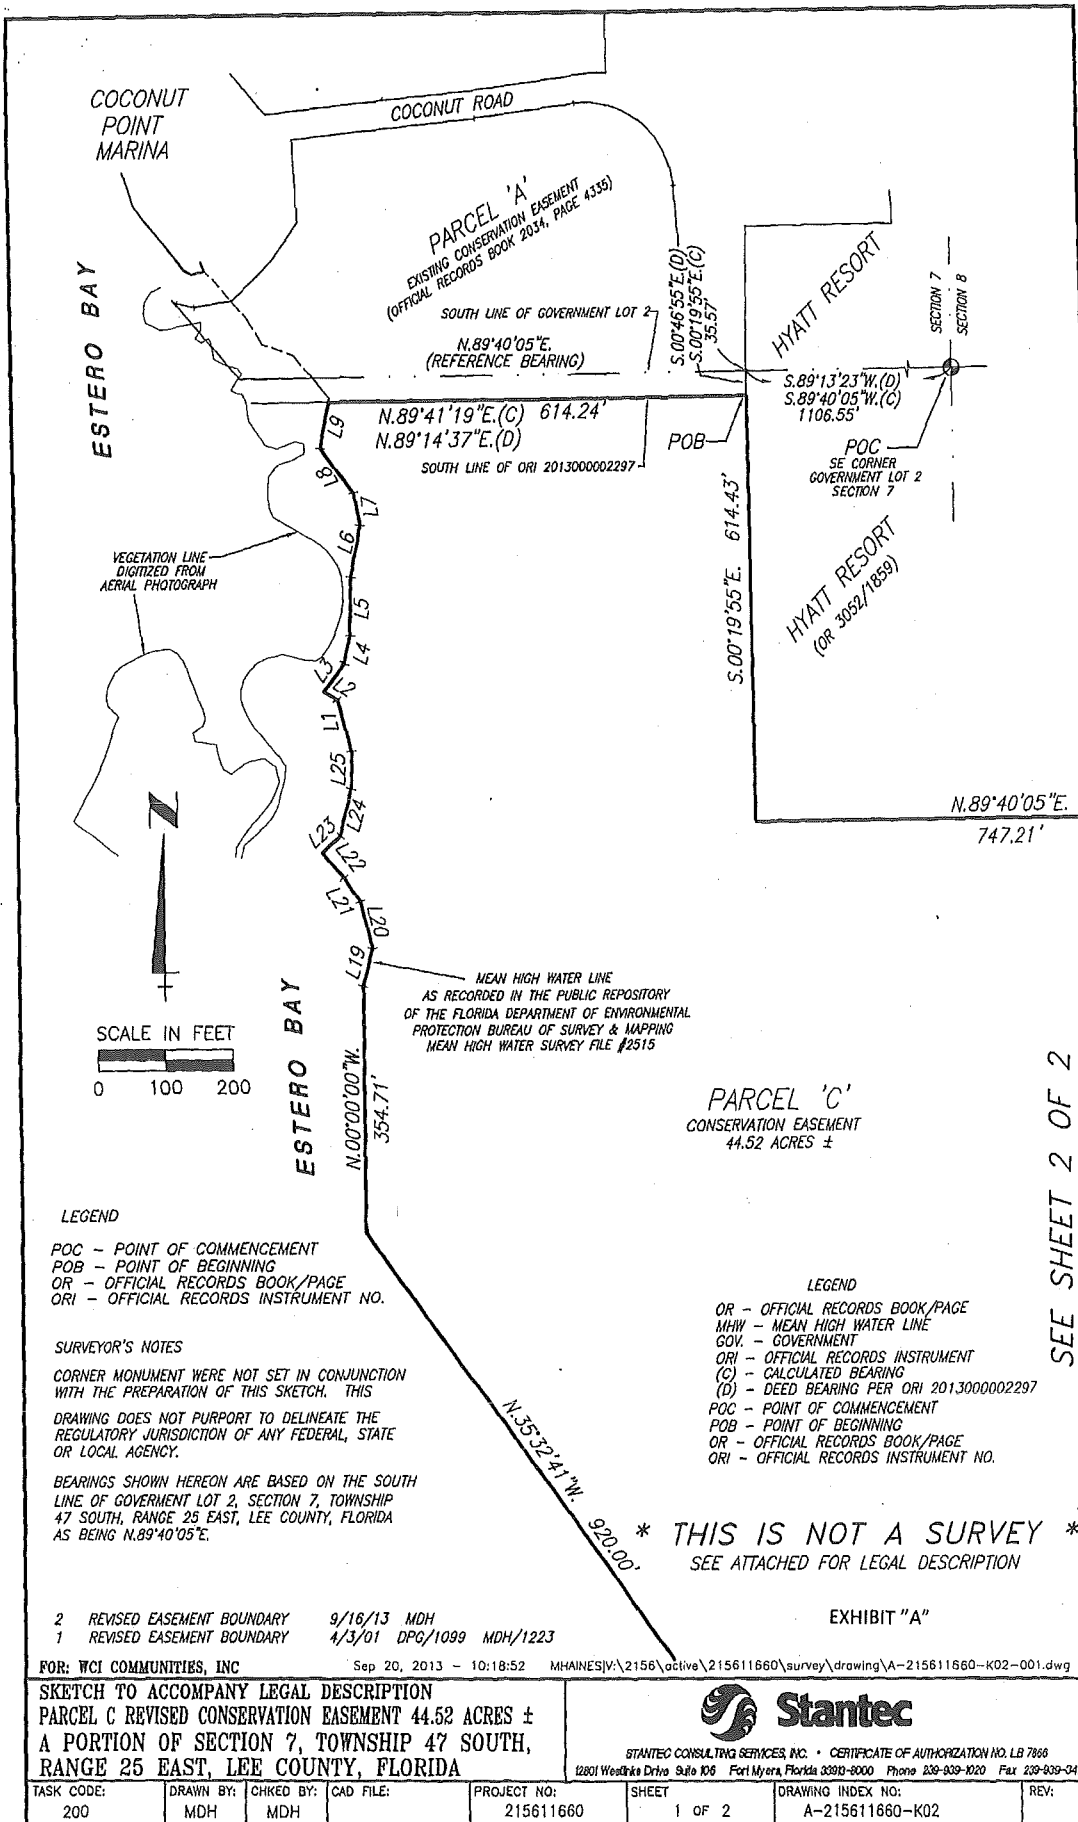 COCONUT
POINT
MARINA
COCONUT ROAD
PARCEL 'A'
EXISTING CONSERVATION EASEMENT
(OFFICIAL RECORDS BOOK 2034, PAGE 4335)
ESTERO BAY
SOUTH LINE OF GOVERNMENT LOT 2
N.89°40'05"E.
(REFERENCE BEARING)
S.00°46'55"E.(D)
S.00°19'55"E.(C)
35.57'
HYATT RESORT
SECTION 7
SECTION 8
S.89°13'23"W.(D)
S.89°40'05"W.(C)
1106.55'
N.89°41'19"E.(C) 614.24'
N.89°14'37"E.(D)
SOUTH LINE OF ORI 2013000002297
POB
POC
SE CORNER
GOVERNMENT LOT 2
SECTION 7
L9
L8
L7
L6
L5
L4
L3
L2
L1
L25
L24
L23
L22
L21
L20
L19
VEGETATION LINE
DIGITIZED FROM
AERIAL PHOTOGRAPH
S.00°19'55"E. 614.43'
HYATT RESORT
(OR 3052/1859)
N.89°40'05"E.
747.21'
N
MEAN HIGH WATER LINE
AS RECORDED IN THE PUBLIC REPOSITORY
OF THE FLORIDA DEPARTMENT OF ENVIRONMENTAL
PROTECTION BUREAU OF SURVEY & MAPPING
MEAN HIGH WATER SURVEY FILE #2515
SCALE IN FEET
0 100 200
ESTERO BAY
N.00°00'00"W.
354.71'
PARCEL 'C'
CONSERVATION EASEMENT
44.52 ACRES ±
SEE SHEET 2 OF 2
LEGEND
POC - POINT OF COMMENCEMENT
POB - POINT OF BEGINNING
OR - OFFICIAL RECORDS BOOK/PAGE
ORI - OFFICIAL RECORDS INSTRUMENT NO.
SURVEYOR'S NOTES
CORNER MONUMENT WERE NOT SET IN CONJUNCTION
WITH THE PREPARATION OF THIS SKETCH. THIS
DRAWING DOES NOT PURPORT TO DELINEATE THE
REGULATORY JURISDICTION OF ANY FEDERAL, STATE
OR LOCAL AGENCY.
BEARINGS SHOWN HEREON ARE BASED ON THE SOUTH
LINE OF GOVERMENT LOT 2, SECTION 7, TOWNSHIP
47 SOUTH, RANGE 25 EAST, LEE COUNTY, FLORIDA
AS BEING N.89°40'05"E.
LEGEND
OR - OFFICIAL RECORDS BOOK/PAGE
MHW - MEAN HIGH WATER LINE
GOV. - GOVERNMENT
ORI - OFFICIAL RECORDS INSTRUMENT
(C) - CALCULATED BEARING
(D) - DEED BEARING PER ORI 2013000002297
POC - POINT OF COMMENCEMENT
POB - POINT OF BEGINNING
OR - OFFICIAL RECORDS BOOK/PAGE
ORI - OFFICIAL RECORDS INSTRUMENT NO.
N.35°32'41"W. 920.00'
* THIS IS NOT A SURVEY *
SEE ATTACHED FOR LEGAL DESCRIPTION
EXHIBIT "A"
2 REVISED EASEMENT BOUNDARY 9/16/13 MDH
1 REVISED EASEMENT BOUNDARY 4/3/01 DPG/1099 MDH/1223
FOR: WCI COMMUNITIES, INC Sep 20, 2013 - 10:18:52 MHAINES|V:\2156\active\215611660\survey\drawing\A-215611660-K02-001.dwg
SKETCH TO ACCOMPANY LEGAL DESCRIPTION
PARCEL C REVISED CONSERVATION EASEMENT 44.52 ACRES ±
A PORTION OF SECTION 7, TOWNSHIP 47 SOUTH,
RANGE 25 EAST, LEE COUNTY, FLORIDA
Stantec
STANTEC CONSULTING SERVICES, INC. • CERTIFICATE OF AUTHORIZATION NO. LB 7866
12801 Westlinks Drive Suite 106 Fort Myers, Florida 33913-8000 Phone 239-939-1020 Fax 239-939-34
TASK CODE: 200
DRAWN BY: MDH
CHKED BY: MDH
CAD FILE:
PROJECT NO: 215611660
SHEET 1 OF 2
DRAWING INDEX NO: A-215611660-K02
REV: